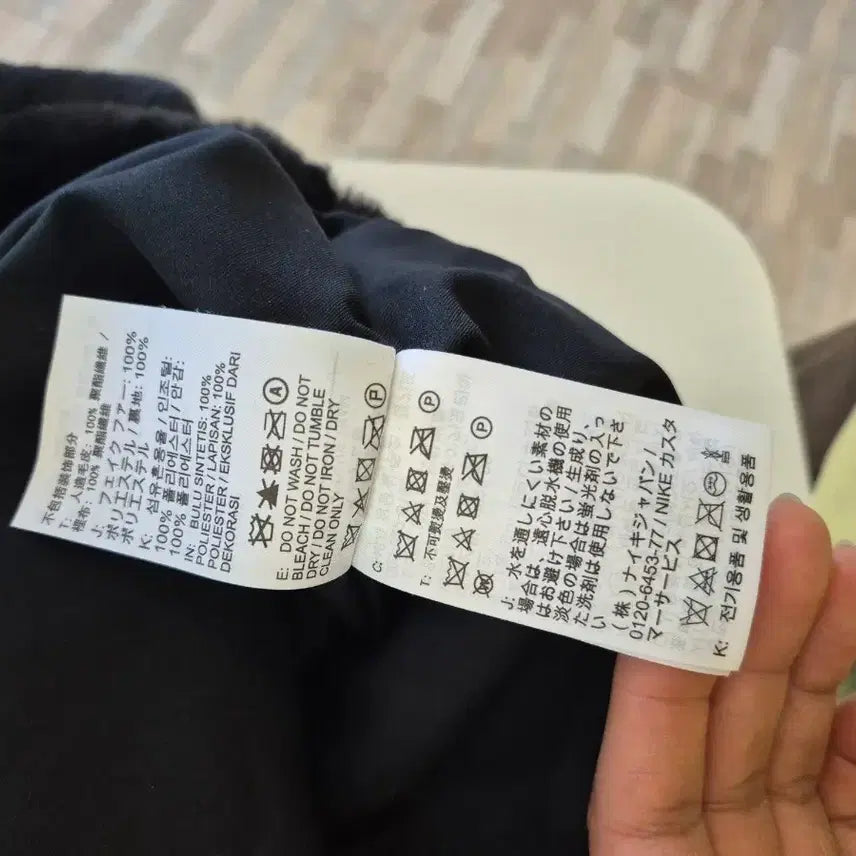 不包括装饰部分
T: 人造毛皮: 100% 聚酯纖維 /
裡布: 100% 聚酯纖維
J: フェイクファー: 100%
ポリエステル / 裏地: 100%
ポリエステル
K: 섬유혼용율 / 인조털:
100% 폴리에스터 / 안감:
100% 폴리에스터
IN: BULU SINTETIS: 100%
POLIESTER / LAPISAN: 100%
POLIESTER / EKSKLUSIF DARI
DEKORASI
A
E: DO NOT WASH / DO NOT
BLEACH / DO NOT TUMBLE
DRY / DO NOT IRON / DRY
CLEAN ONLY
P
C:
P
T: 不可熨燙及壓燙
P
J: 水を通しにくい素材の
場合は、遠心脱水機の使用
はお避け下さい / 生成り、
淡色の場合は蛍光剤の入っ
た洗剤は使用しないで下さ
い
(株) ナイキジャパン /
0120-6453-77 / NIKE カスタ
マーサービス
K: 전기용품 및 생활용품